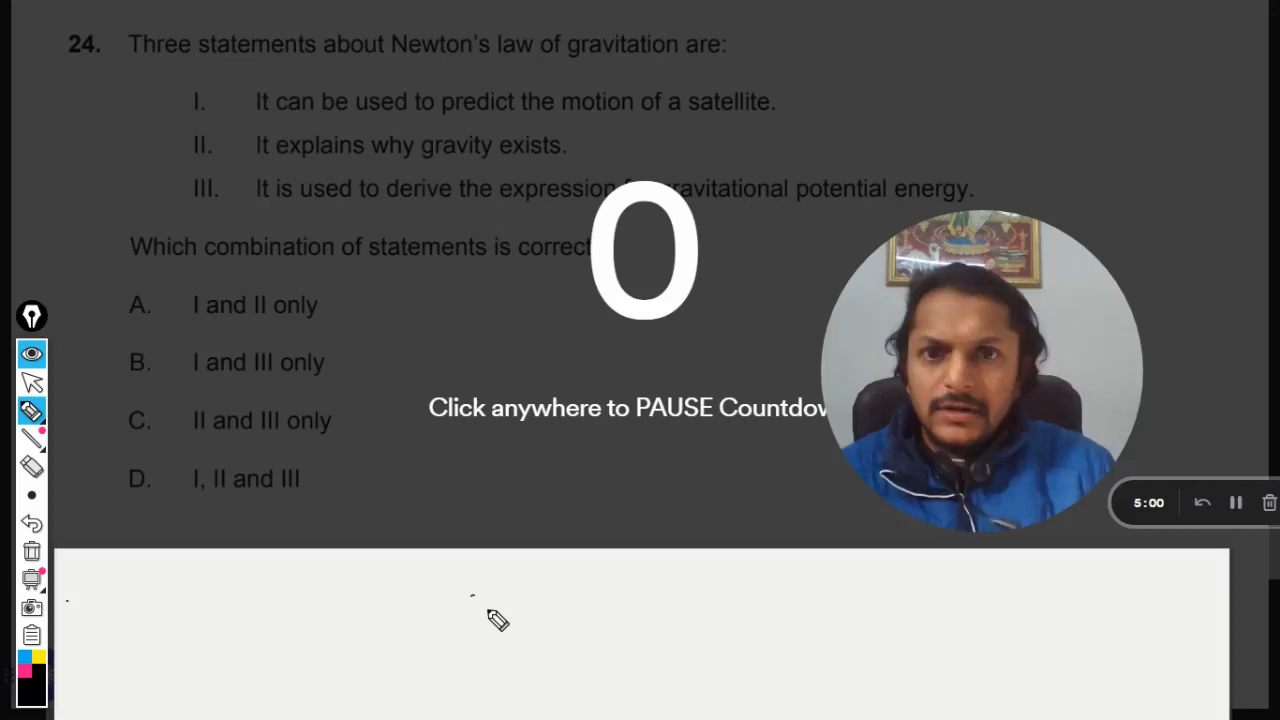 24. Three statements about Newton's law of gravitation are:
I. It can be used to predict the motion of a satellite.
II. It explains why gravity exists.
III. It is used to derive the expression gravitational potential energy.
0
Which combination of statements is correct
A. I and II only
B. I and III only
Click anywhere to PAUSE Countdow
C. II and III only
D. I, II and III
5:00